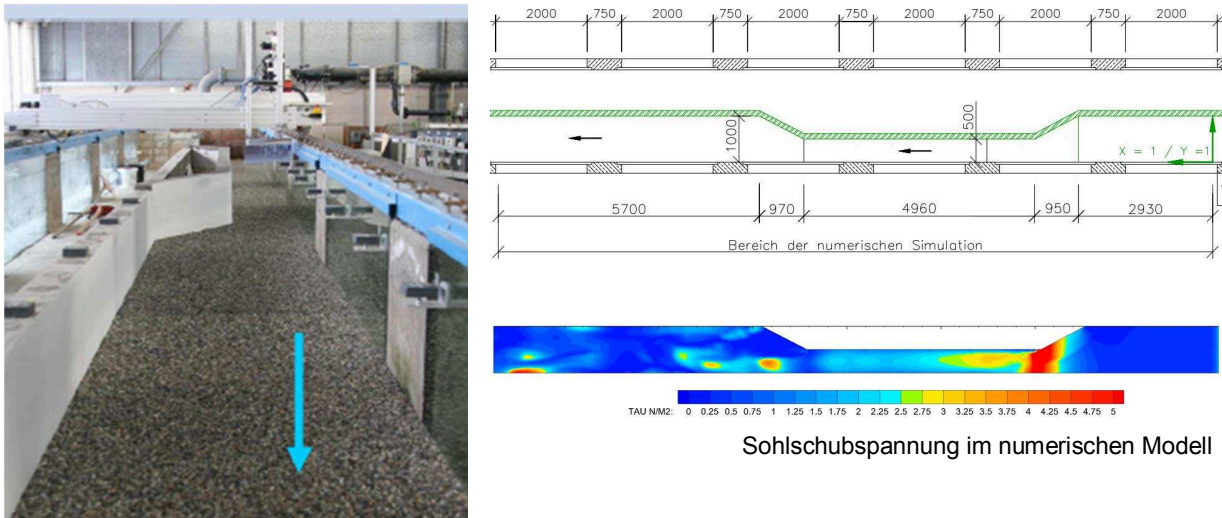 2000 750 2000 750 2000 750 2000 750 2000 750 2000
1000
500
X = 1 / Y =1
5700 970 4960 950 2930
Bereich der numerischen Simulation
TAU N/M2: 0 0.25 0.5 0.75 1 1.25 1.5 1.75 2 2.25 2.5 2.75 3 3.25 3.5 3.75 4 4.25 4.5 4.75 5
Sohlschubspannung im numerischen Modell